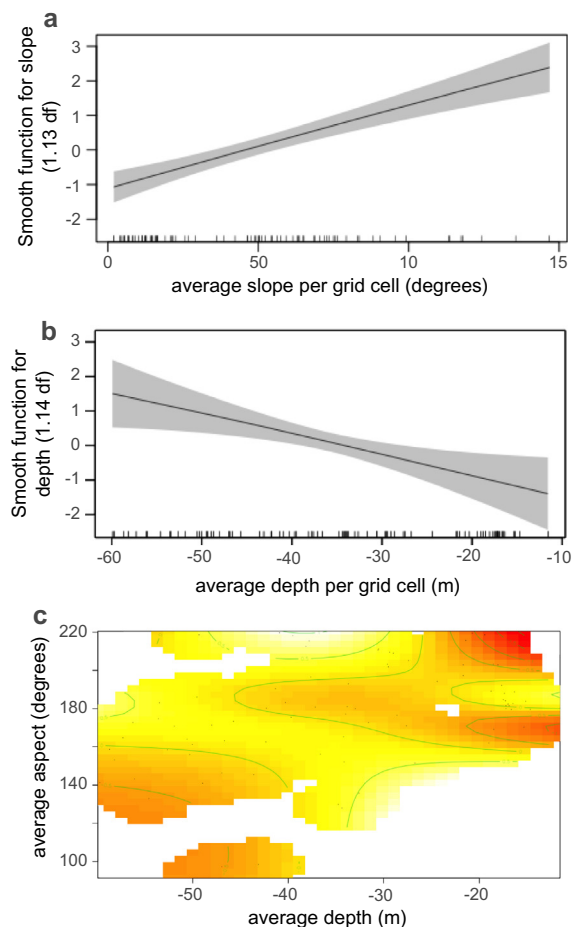 a
Smooth function for slope
(1.13 df)
3
2
1
0
-1
-2
0
50
10
15
average slope per grid cell (degrees)
b
Smooth function for
depth (1.14 df)
3
2
1
0
-1
-2
-60
-50
-40
-30
-20
-10
average depth per grid cell (m)
c
average aspect (degrees)
220
180
140
100
-50
-40
-30
-20
average depth (m)